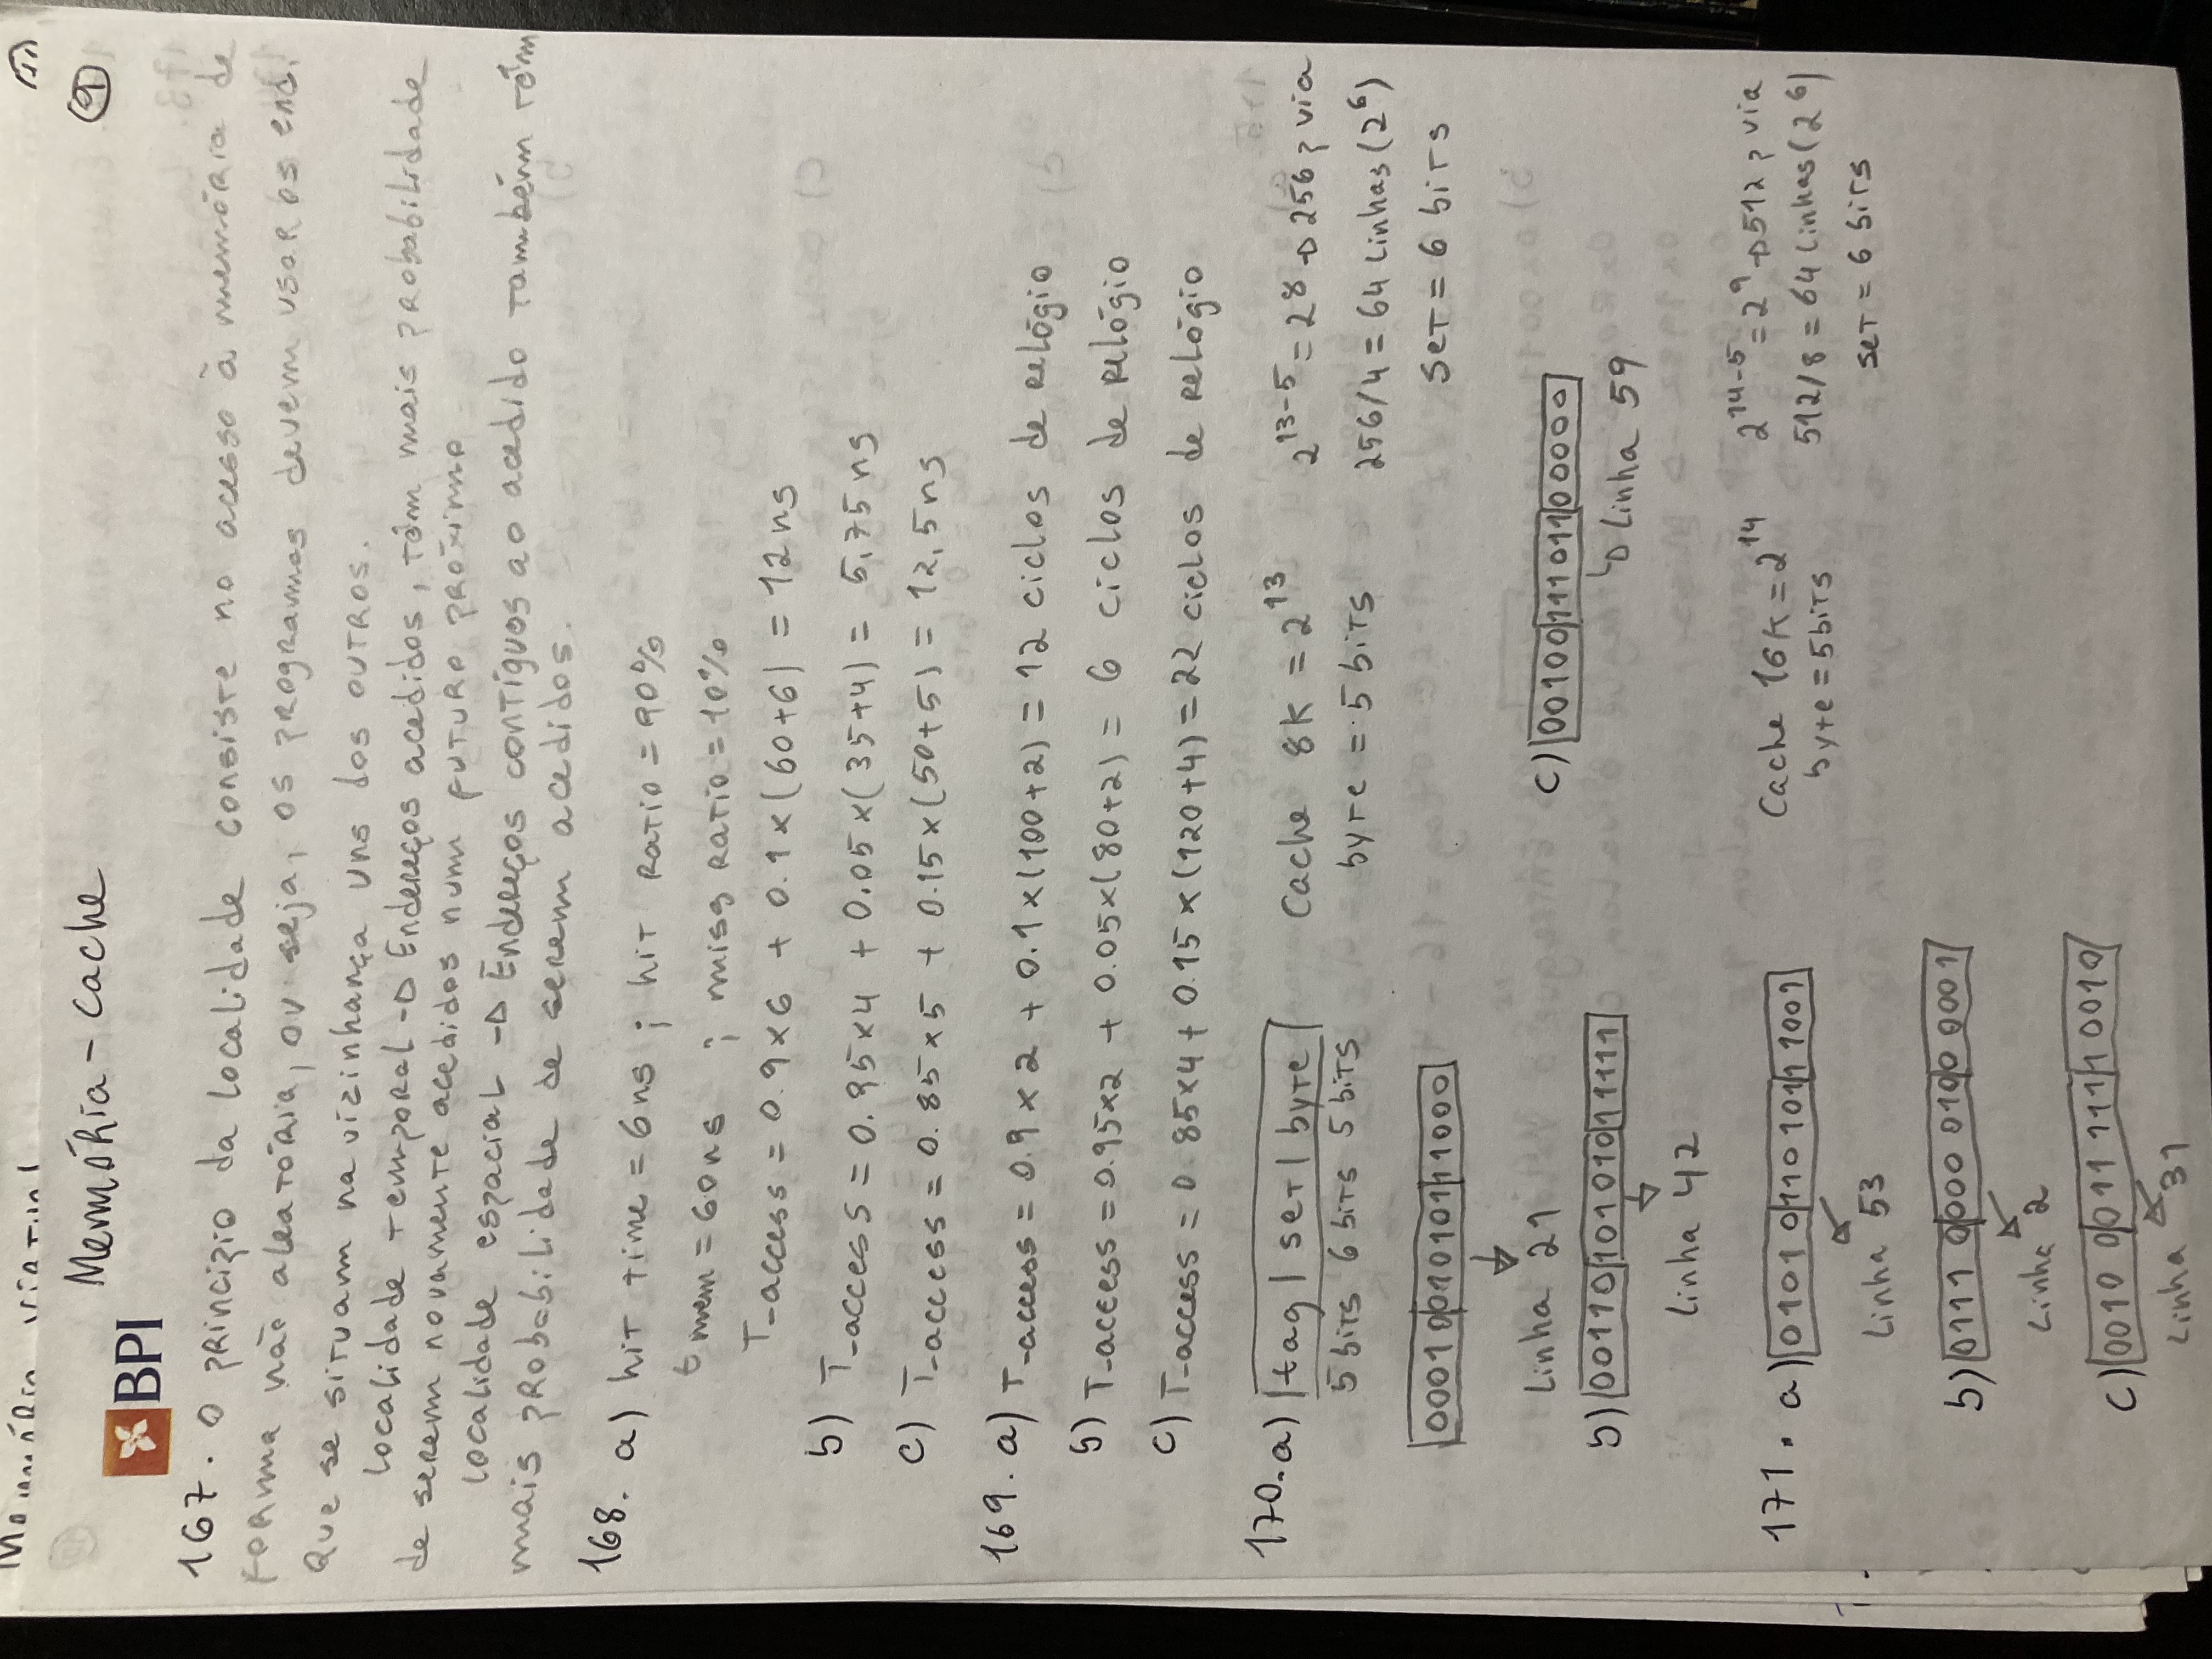 Memória Virtual
11
Memória - Cache
9
BPI
167. O princípio da localidade consiste no acesso à memória de
forma não aleatória, ou seja, os programas devem usar os end.
que se situam na vizinhança uns dos outros.
Localidade temporal → Endereços acedidos, têm mais probabilidade
de serem novamente acedidos num futuro próximo
Localidade espacial → Endereços contíguos ao acedido também têm
mais probabilidade de serem acedidos.
168. a) hit time = 6ns ; hit ratio = 90%
t mem = 60ns ; miss ratio = 10%
T_access = 0.9×6 + 0.1×(60+6) = 12 ns
b) T_access = 0.95×4 + 0.05×(35+4) = 5,75 ns
c) T_access = 0.85×5 + 0.15×(50+5) = 12,5 ns
169. a) T_access = 0.9×2 + 0.1×(100+2) = 12 ciclos de relógio
b) T_access = 0.95×2 + 0.05×(80+2) = 6 ciclos de relógio
c) T_access = 0.85×4 + 0.15×(120+4) = 22 ciclos de relógio
170. a) | tag | set | byte | Cache 8K = 2^13 2^13-5 = 2^8 → 256 p via
5 bits 6 bits 5 bits byte = 5 bits 256/4 = 64 linhas (2^6)
00010|010101|11000 set = 6 bits
Linha 21
c) 00100|111011|00000
b) 00110|101010|11111
Linha 59
Linha 42
171. a) 01010|110101|11001 Cache 16K = 2^14 2^14-5 = 2^9 → 512 p via
byte = 5 bits 512/8 = 64 linhas (2^6)
Linha 53 set = 6 bits
b) 0111 0|000 010|0 0001
Linha 2
c) 0010 0|011 111|1 0010
Linha 31